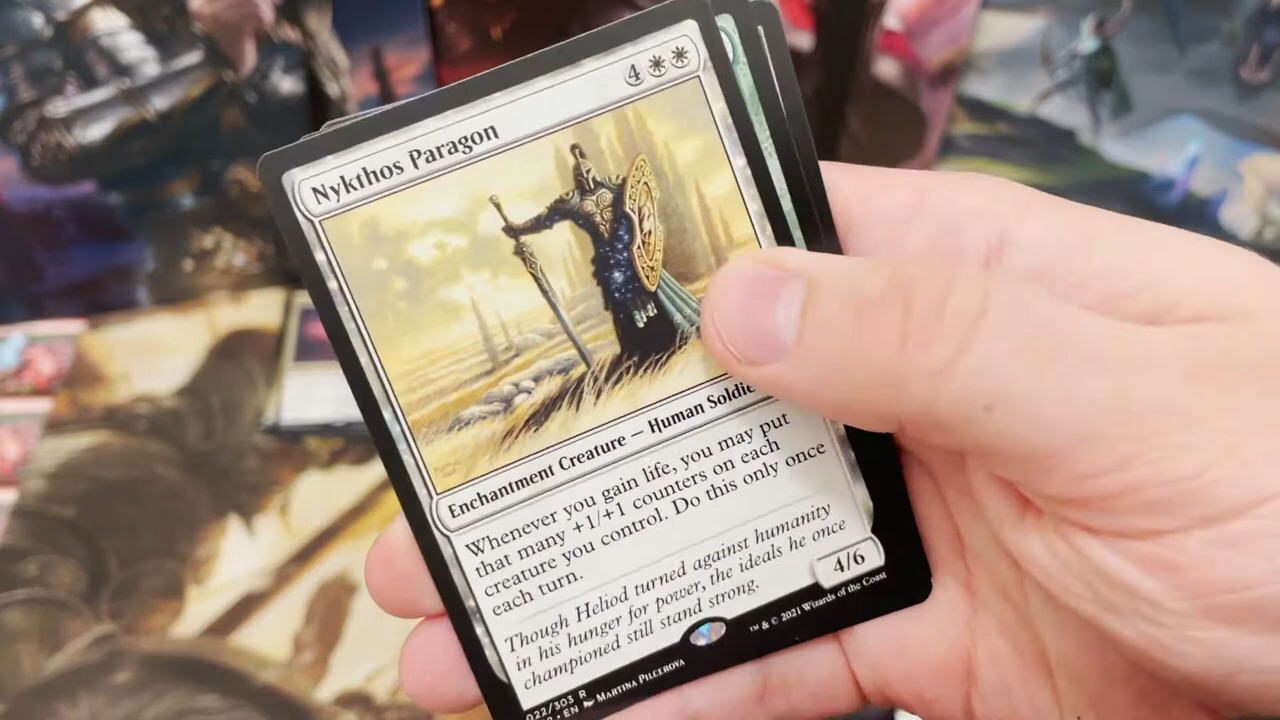 Nykthos Paragon 4
Enchantment Creature — Human Soldie
Whenever you gain life, you may put
that many +1/+1 counters on each
creature you control. Do this only once
each turn.
Though Heliod turned against humanity
in his hunger for power, the ideals he once
championed still stand strong.
4/6
022/303 R
• EN MARTINA PILCEROVA
™ & © 2021 Wizards of the Coast